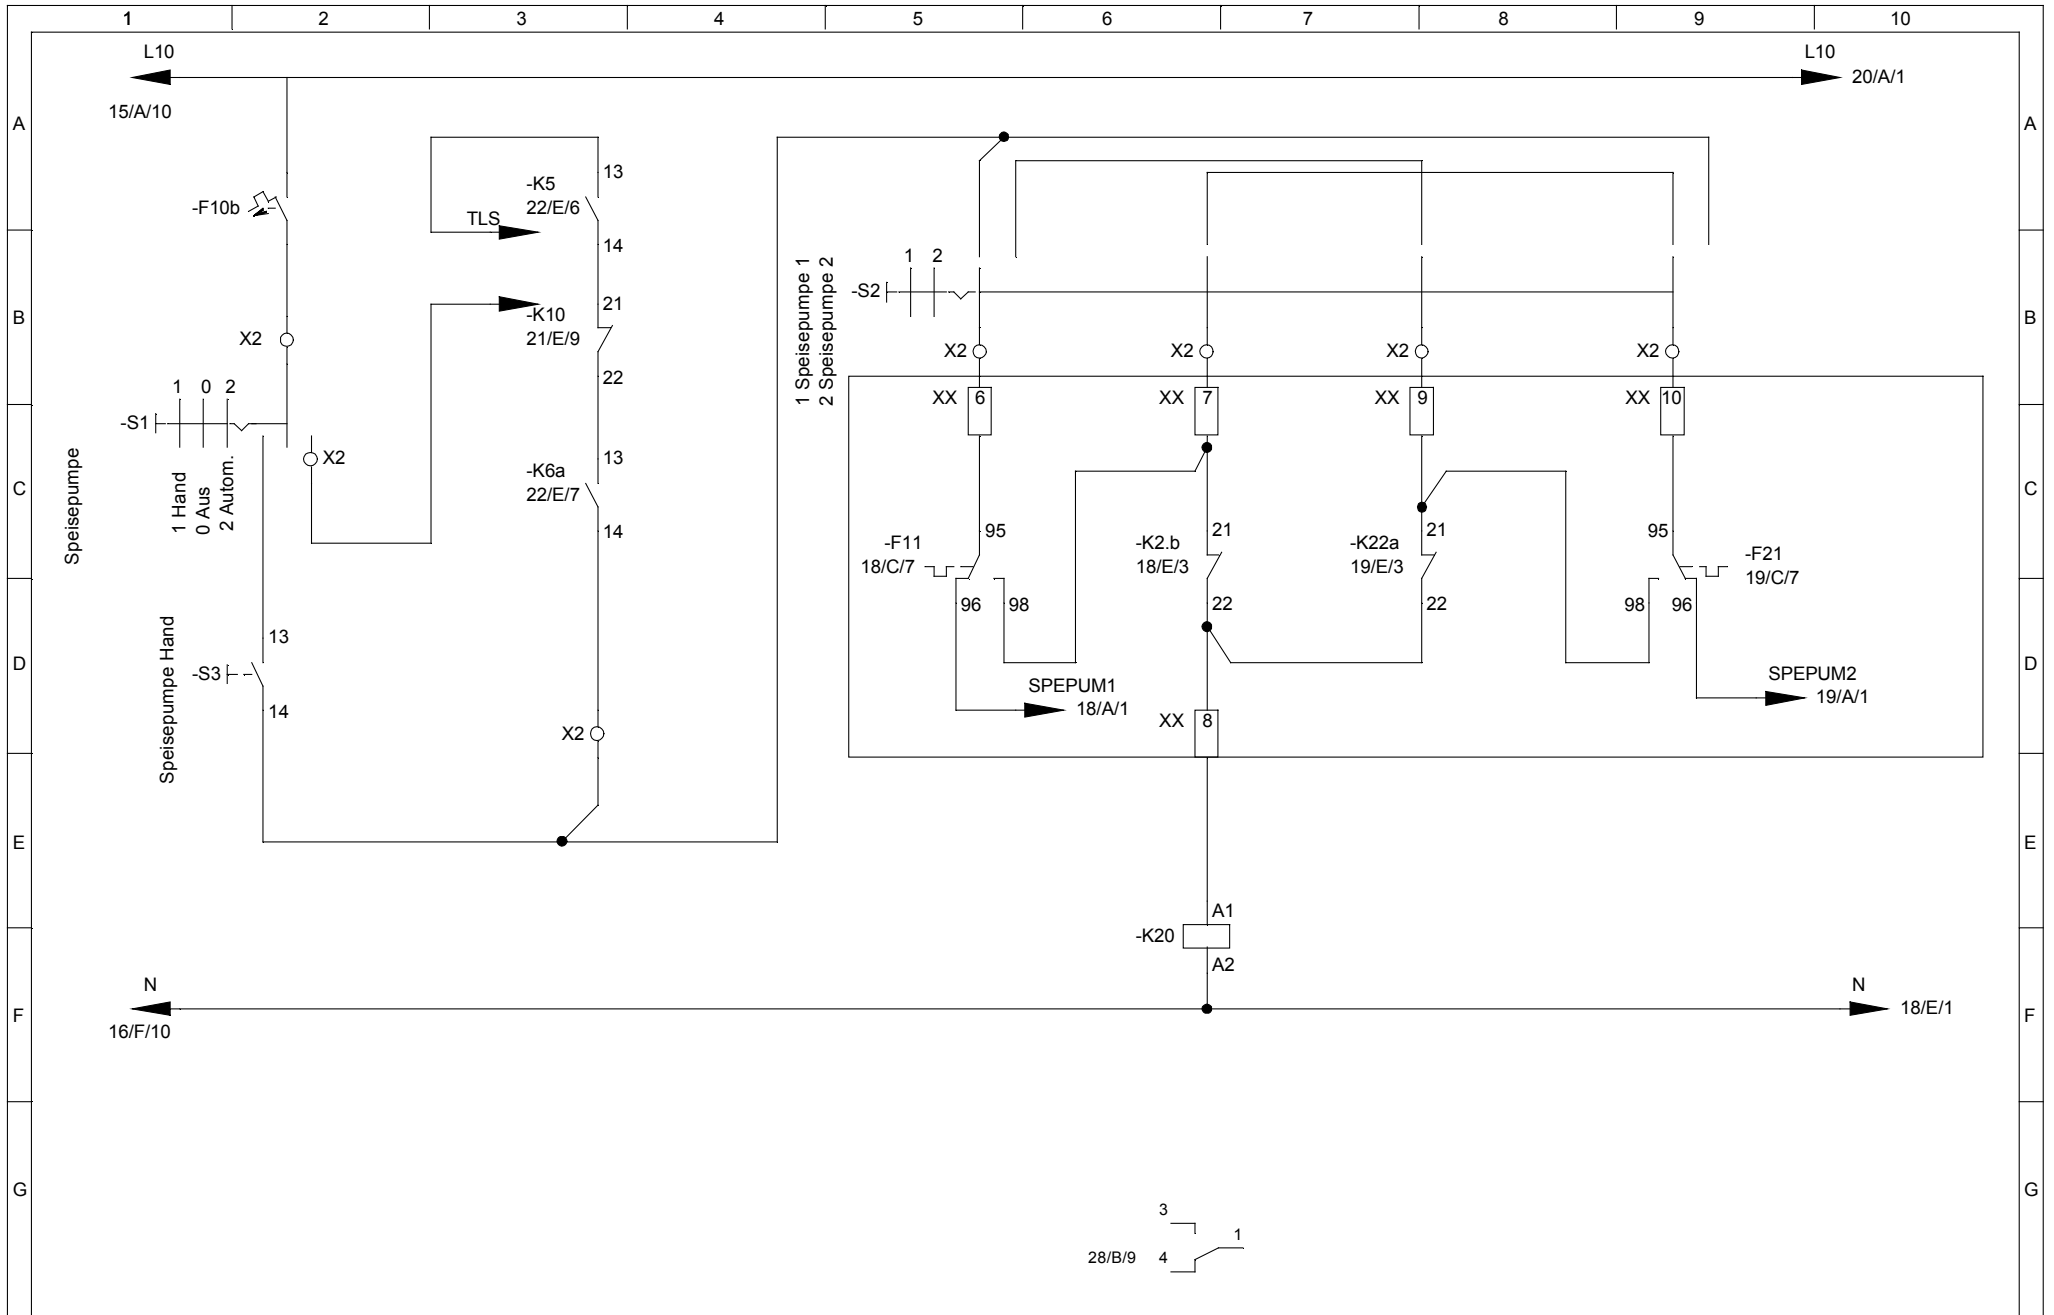 1 2 3 4 5 6 7 8 9 10
L10 L10
20/A/1
15/A/10
A A
13
-K5
22/E/6
-F10b
TLS
14
1 2
-S2
1 Speisepumpe 1
2 Speisepumpe 2
21
-K10
21/E/9
B B
X2
X2 X2 X2 X2
22
1 0 2
XX 6 XX 7 XX 9 XX 10
-S1
X2
13
-K6a
22/E/7
C C
1 Hand
0 Aus
2 Autom.
Speisepumpe
14
95 21 21 95
-F11
18/C/7
-K2.b
18/E/3
-K22a
19/E/3
-F21
19/C/7
96 98 22 22 98 96
13
D D
Speisepumpe Hand
-S3
14
SPEPUM1
18/A/1
SPEPUM2
19/A/1
XX 8
X2
E E
A1
-K20
A2
N N
18/E/1
F F
16/F/10
G G
3
1
28/B/9 4